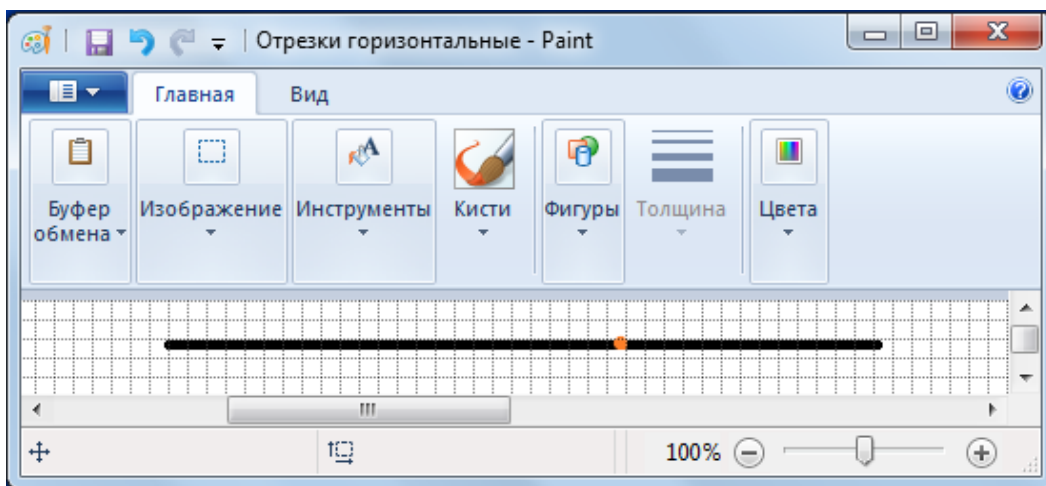 Отрезки горизонтальные - Paint
Главная Вид
Буфер обмена Изображение Инструменты Кисти Фигуры Толщина Цвета
100%